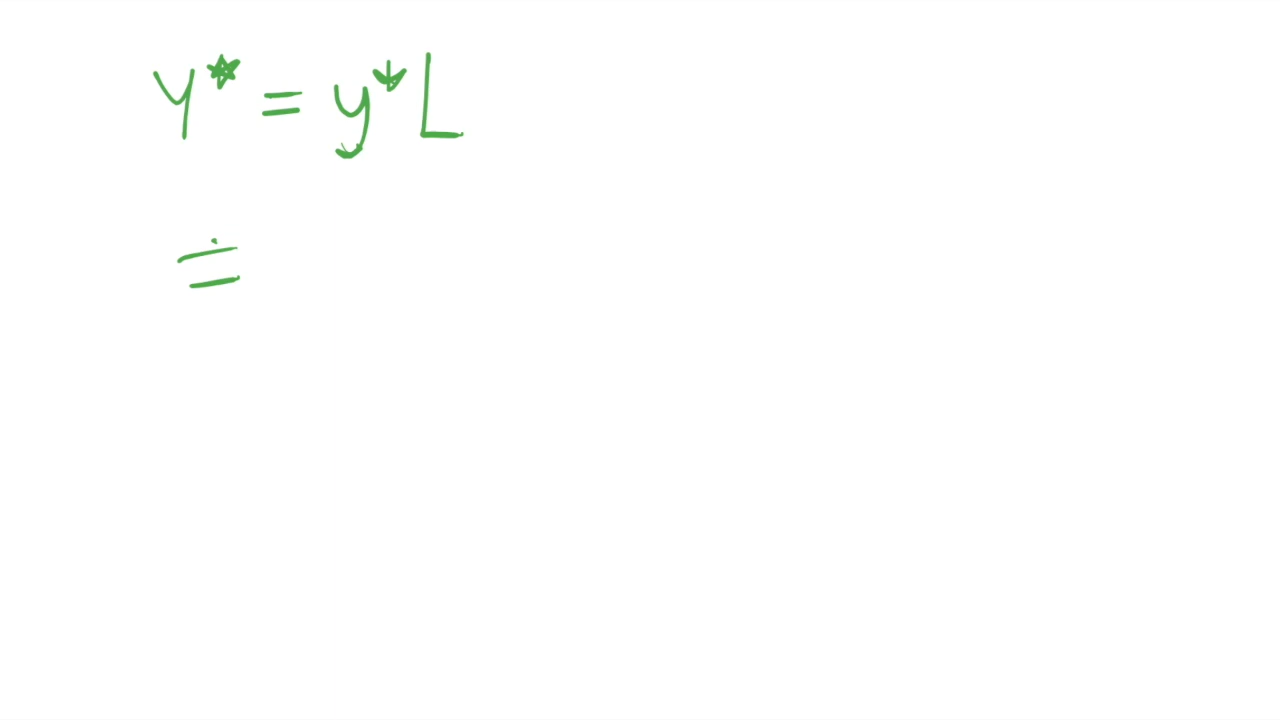 Y* = y* L
=